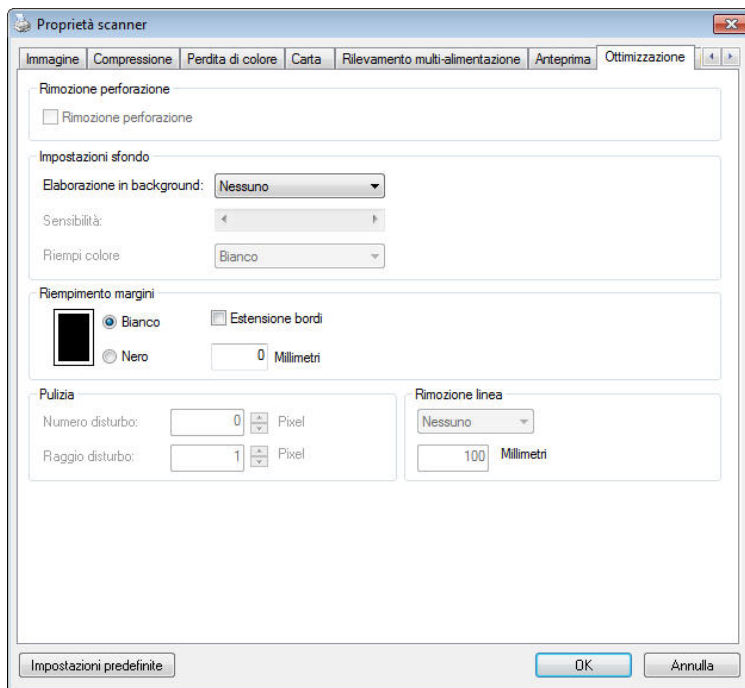 Proprietà scanner
Immagine Compressione Perdita di colore Carta Rilevamento multi-alimentazione Anteprima Ottimizzazione
Rimozione perforazione
Rimozione perforazione
Impostazioni sfondo
Elaborazione in background: Nessuno
Sensibilità:
Riempi colore Bianco
Riempimento margini
Bianco Estensione bordi
Nero 0 Millimetri
Pulizia Rimozione linea
Numero disturbo: 0 Pixel Nessuno
Raggio disturbo: 1 Pixel 100 Millimetri
Impostazioni predefinite OK Annulla